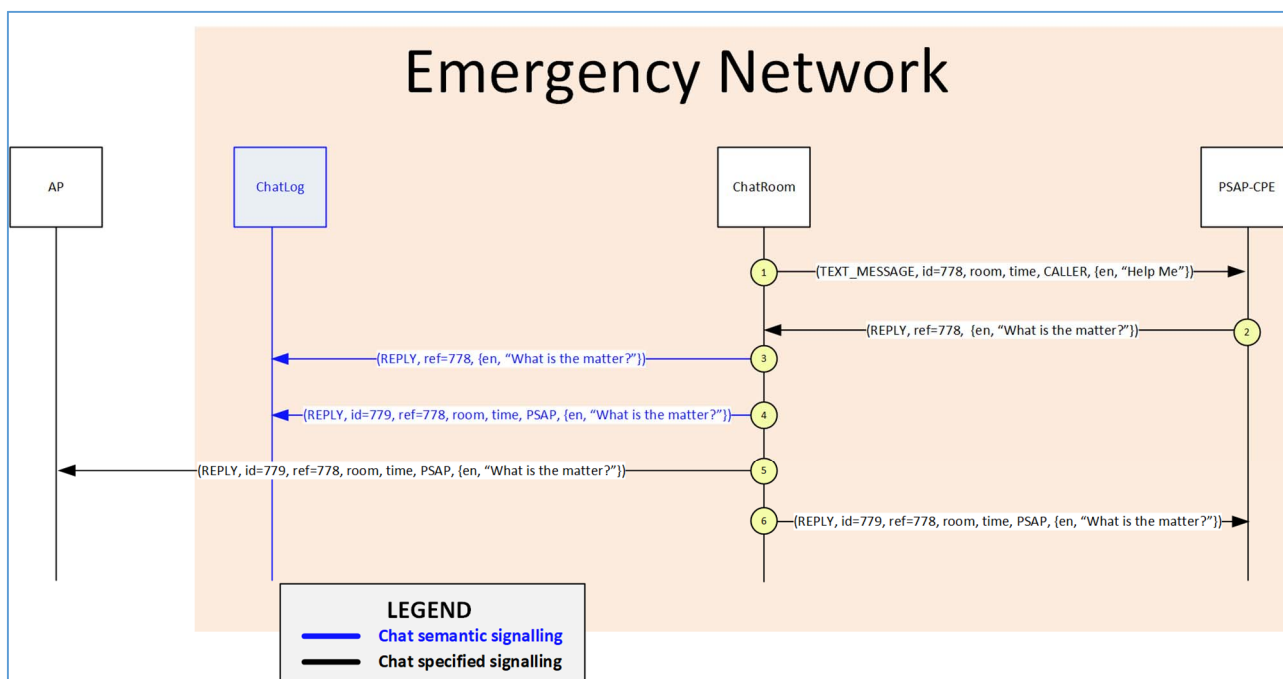 Emergency Network
AP
ChatLog
ChatRoom
PSAP-CPE
1
(TEXT_MESSAGE, id=778, room, time, CALLER, {en, “Help Me”})
(REPLY, ref=778,  {en, “What is the matter?”})
2
(REPLY, ref=778, {en, “What is the matter?”})
3
(REPLY, id=779, ref=778, room, time, PSAP, {en, “What is the matter?”})
4
(REPLY, id=779, ref=778, room, time, PSAP, {en, “What is the matter?”})
5
6
(REPLY, id=779, ref=778, room, time, PSAP, {en, “What is the matter?”})
LEGEND
Chat semantic signalling
Chat specified signalling